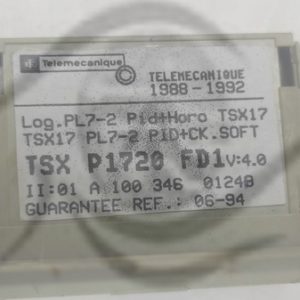 Telemecanique
© TELEMECANIQUE
1988-1992
Log.PL7-2 Pid+Horo TSX17
TSX17 PL7-2 PID+CK.SOFT
TSX P1720 FD1 V:4.0
II:01 A 100 346 0124B
GUARANTEE REF.: 06-94